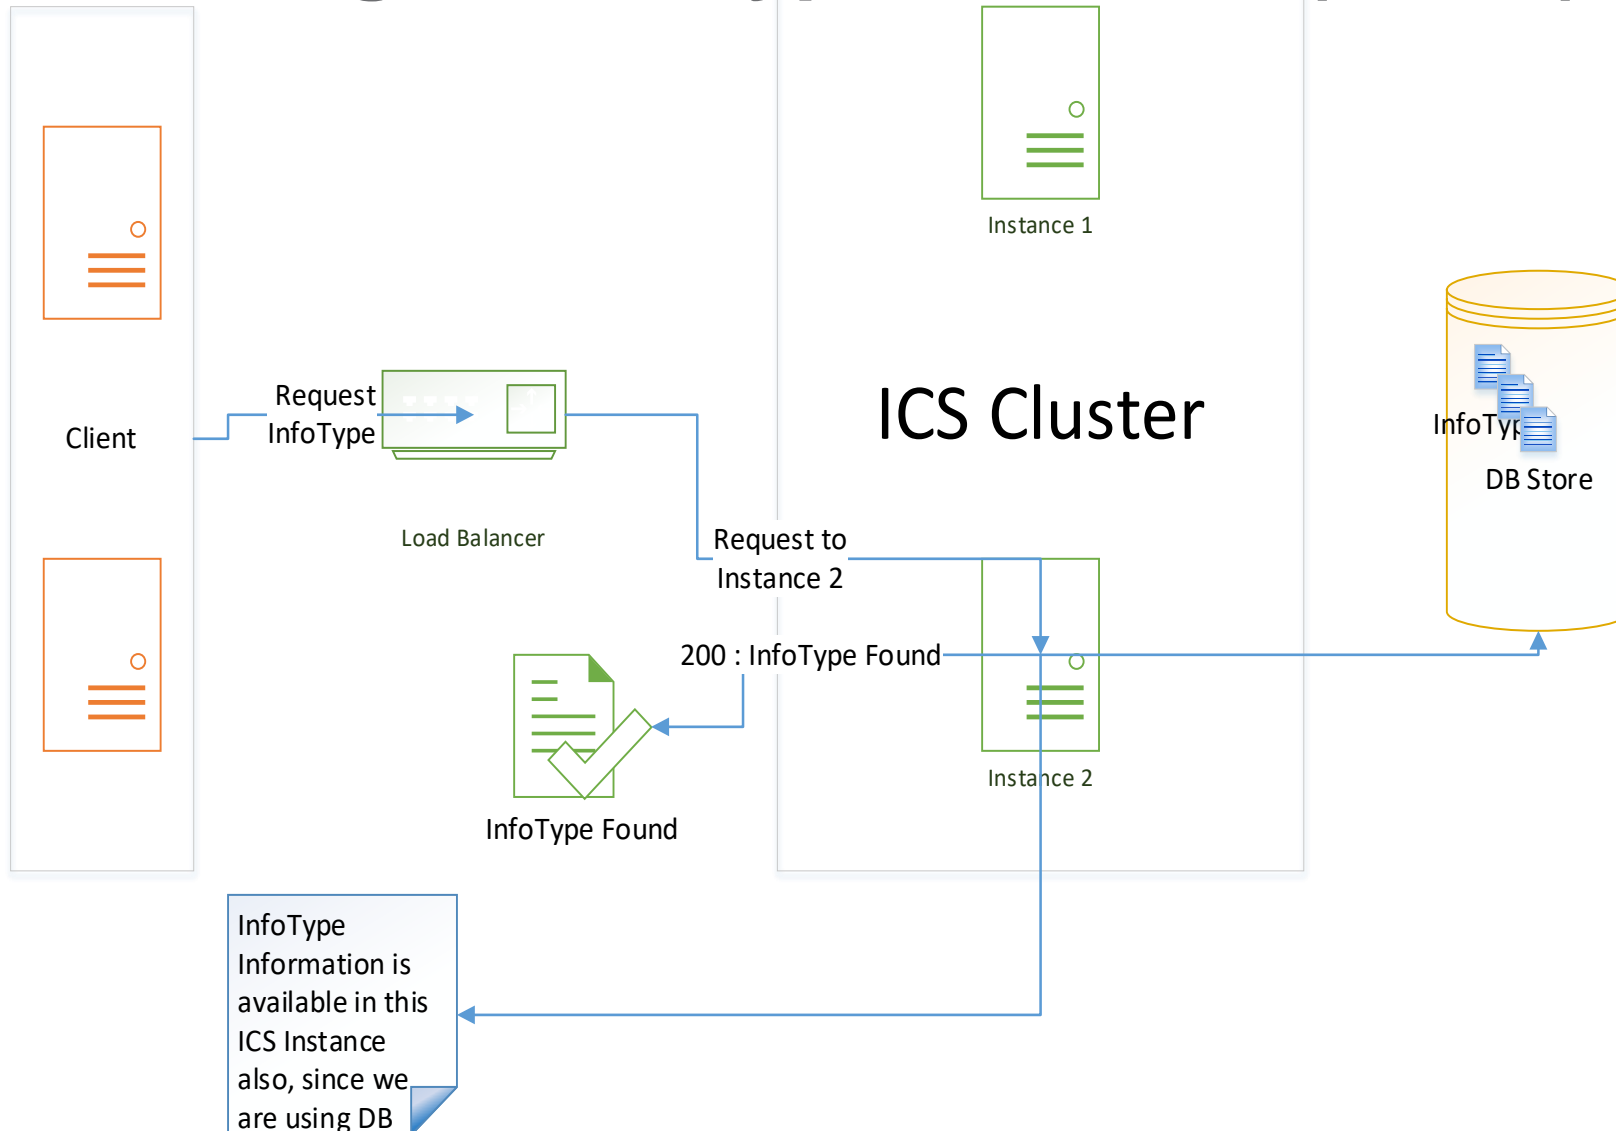 Instance 1
Request
InfoType
Client
ICS Cluster
InfoTyp
DB Store
Load Balancer
Request to
Instance 2
200 : InfoType Found
Instance 2
InfoType Found
InfoType
Information is
available in this
ICS Instance
also, since we
are using DB